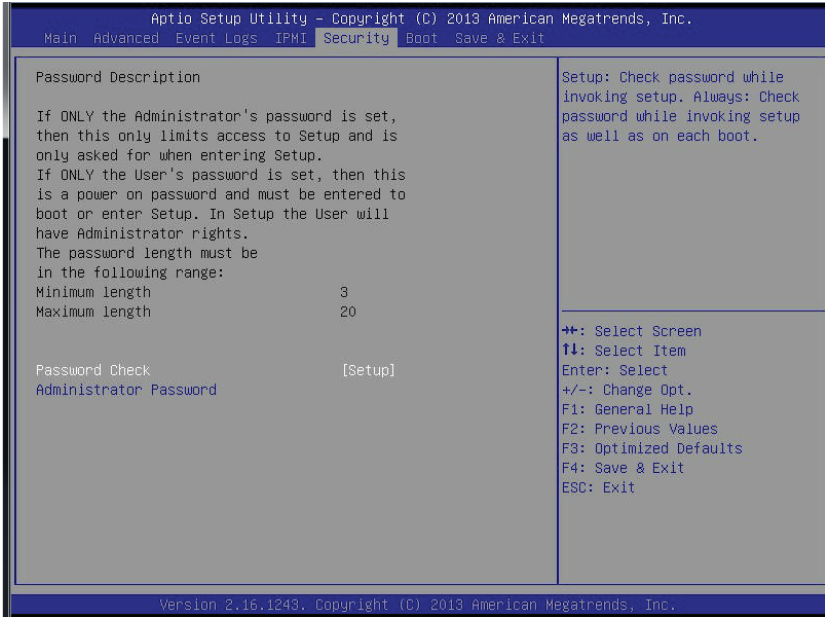 Aptio Setup Utility – Copyright (C) 2013 American Megatrends, Inc.
Main Advanced Event Logs IPMI Security Boot Save & Exit
Password Description
If ONLY the Administrator's password is set,
then this only limits access to Setup and is
only asked for when entering Setup.
If ONLY the User's password is set, then this
is a power on password and must be entered to
boot or enter Setup. In Setup the User will
have Administrator rights.
The password length must be
in the following range:
Minimum length 3
Maximum length 20
Password Check [Setup]
Administrator Password
Setup: Check password while
invoking setup. Always: Check
password while invoking setup
as well as on each boot.
→←: Select Screen
↑↓: Select Item
Enter: Select
+/-: Change Opt.
F1: General Help
F2: Previous Values
F3: Optimized Defaults
F4: Save & Exit
ESC: Exit
Version 2.16.1243. Copyright (C) 2013 American Megatrends, Inc.